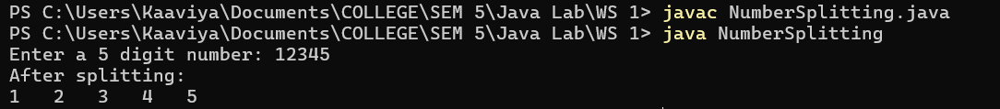 PS C:\Users\Kaaviya\Documents\COLLEGE\SEM 5\Java Lab\WS 1> javac NumberSplitting.java
PS C:\Users\Kaaviya\Documents\COLLEGE\SEM 5\Java Lab\WS 1> java NumberSplitting
Enter a 5 digit number: 12345
After splitting:
1   2   3   4   5